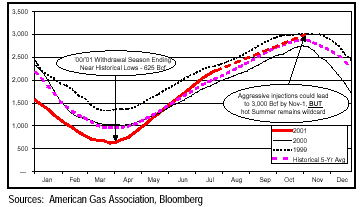 3,500
3,000
2,500
2,000
1,500
1,000
500
---
'00/'01 Withdrawal Season Ending
Near Historical Lows - 625 Bcf
Aggressive injections could lead
to 3,000 Bcf by Nov-1, BUT
hot Summer remains wildcard
2001
2000
1999
Historical 5-Yr Avg
Jan Feb Mar Apr May Jun Jul Aug Sep Oct Nov Dec
Sources: American Gas Association, Bloomberg